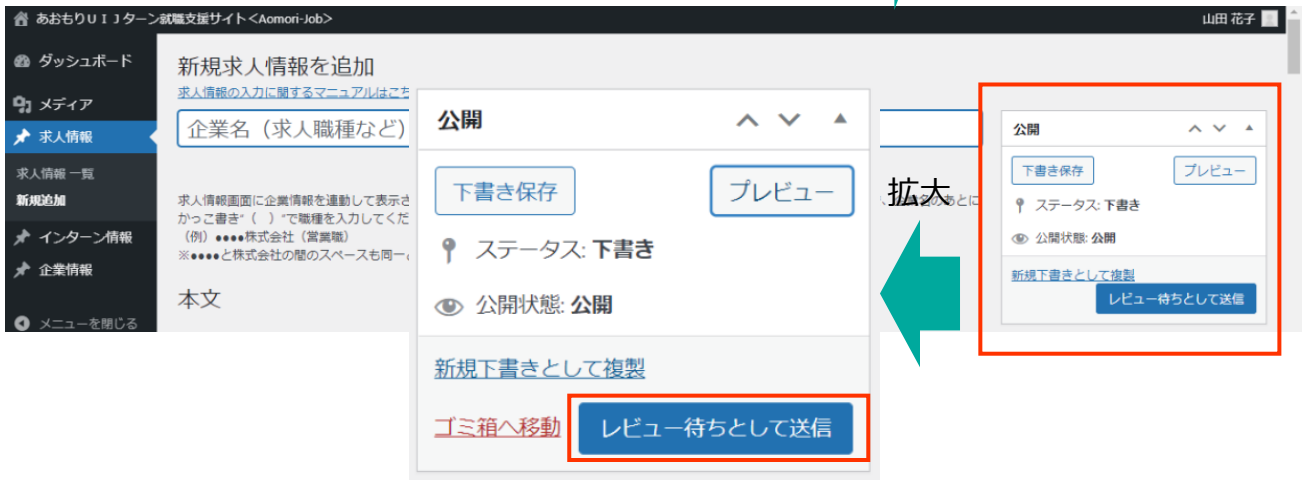 あおもりＵＩＪターン就職支援サイト＜Aomori-Job＞
山田 花子
ダッシュボード
メディア
求人情報
求人情報 一覧
新規追加
インターン情報
企業情報
メニューを閉じる
新規求人情報を追加
求人情報の入力に関するマニュアルはこち
企業名（求人職種など）
求人情報画面に企業情報を連動して表示さ
かっこ書き"（ ）"で職種を入力してくだ
（例）●●●●株式会社（営業職）
※●●●●と株式会社の間のスペースも同一
本文
公開
下書き保存
プレビュー
ステータス: 下書き
公開状態: 公開
新規下書きとして複製
ゴミ箱へ移動
レビュー待ちとして送信
拡大
のあとに
公開
下書き保存
プレビュー
ステータス: 下書き
公開状態: 公開
新規下書きとして複製
レビュー待ちとして送信